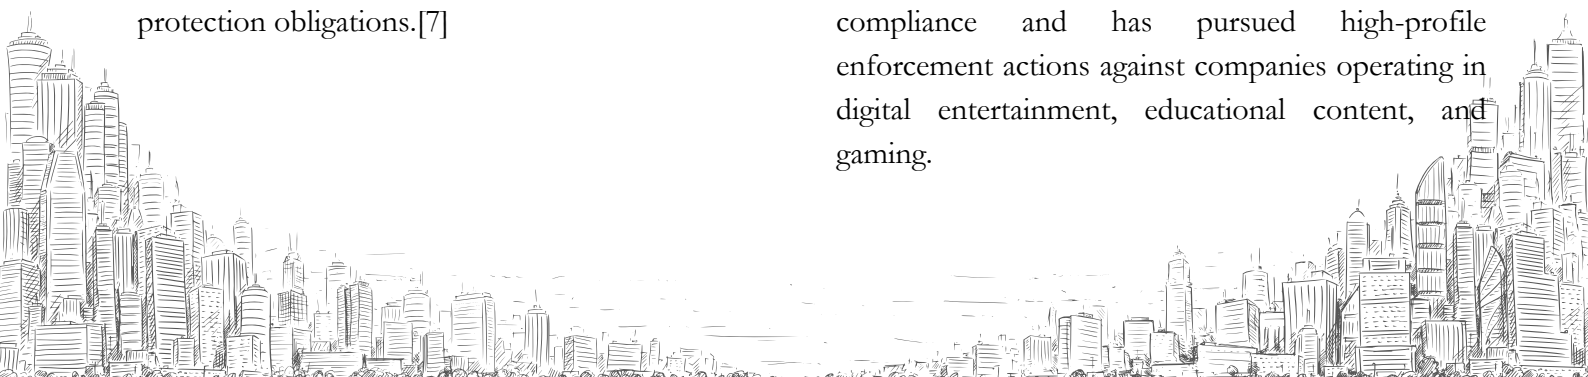 protection obligations.[7]
compliance and has pursued high-profile
enforcement actions against companies operating in
digital entertainment, educational content, and
gaming.